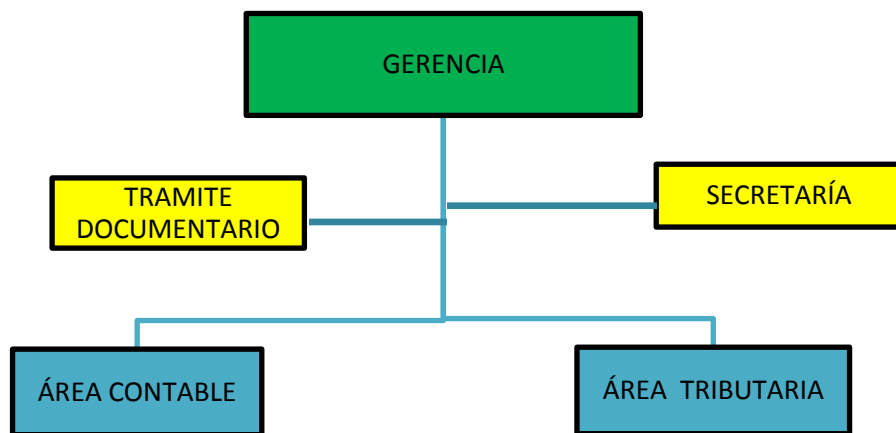 GERENCIA
TRAMITE
DOCUMENTARIO
SECRETARÍA
ÁREA CONTABLE
ÁREA TRIBUTARIA